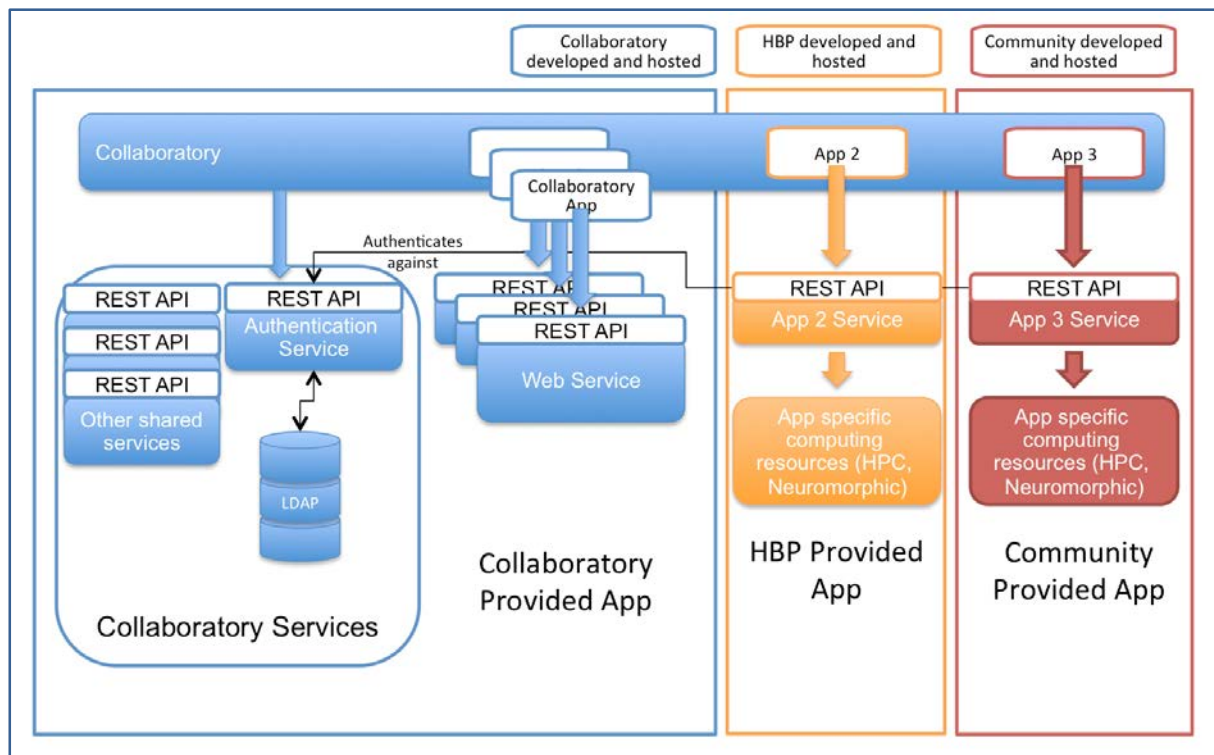 Collaboratory
developed and hosted
HBP developed and
hosted
Community developed
and hosted
Collaboratory
App 2
App 3
Collaboratory
App
Authenticates
against
REST API
REST API
REST API
Other shared
services
REST API
Authentication
Service
LDAP
Collaboratory Services
REST API
REST API
REST API
Web Service
Collaboratory
Provided App
REST API
App 2 Service
App specific
computing
resources (HPC,
Neuromorphic)
HBP Provided
App
REST API
App 3 Service
App specific
computing
resources (HPC,
Neuromorphic)
Community
Provided App